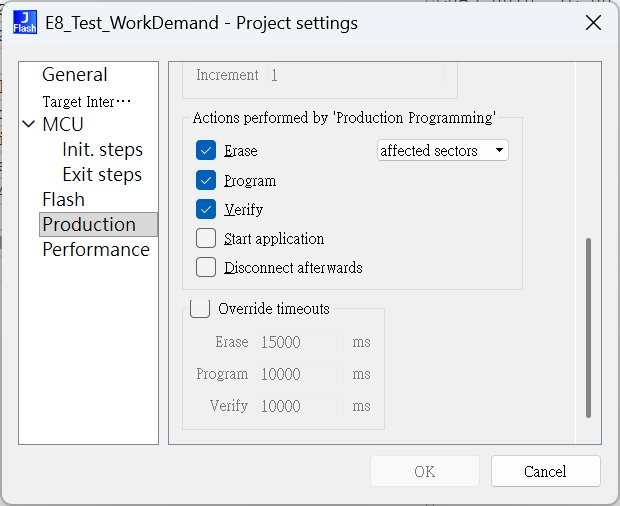 J
Flash
E8_Test_WorkDemand - Project settings
General
Target Inter⋯
MCU
Init. steps
Exit steps
Flash
Production
Performance
Increment 1
Actions performed by 'Production Programming'
Erase affected sectors
Program
Verify
Start application
Disconnect afterwards
Override timeouts
Erase 15000 ms
Program 10000 ms
Verify 10000 ms
OK Cancel